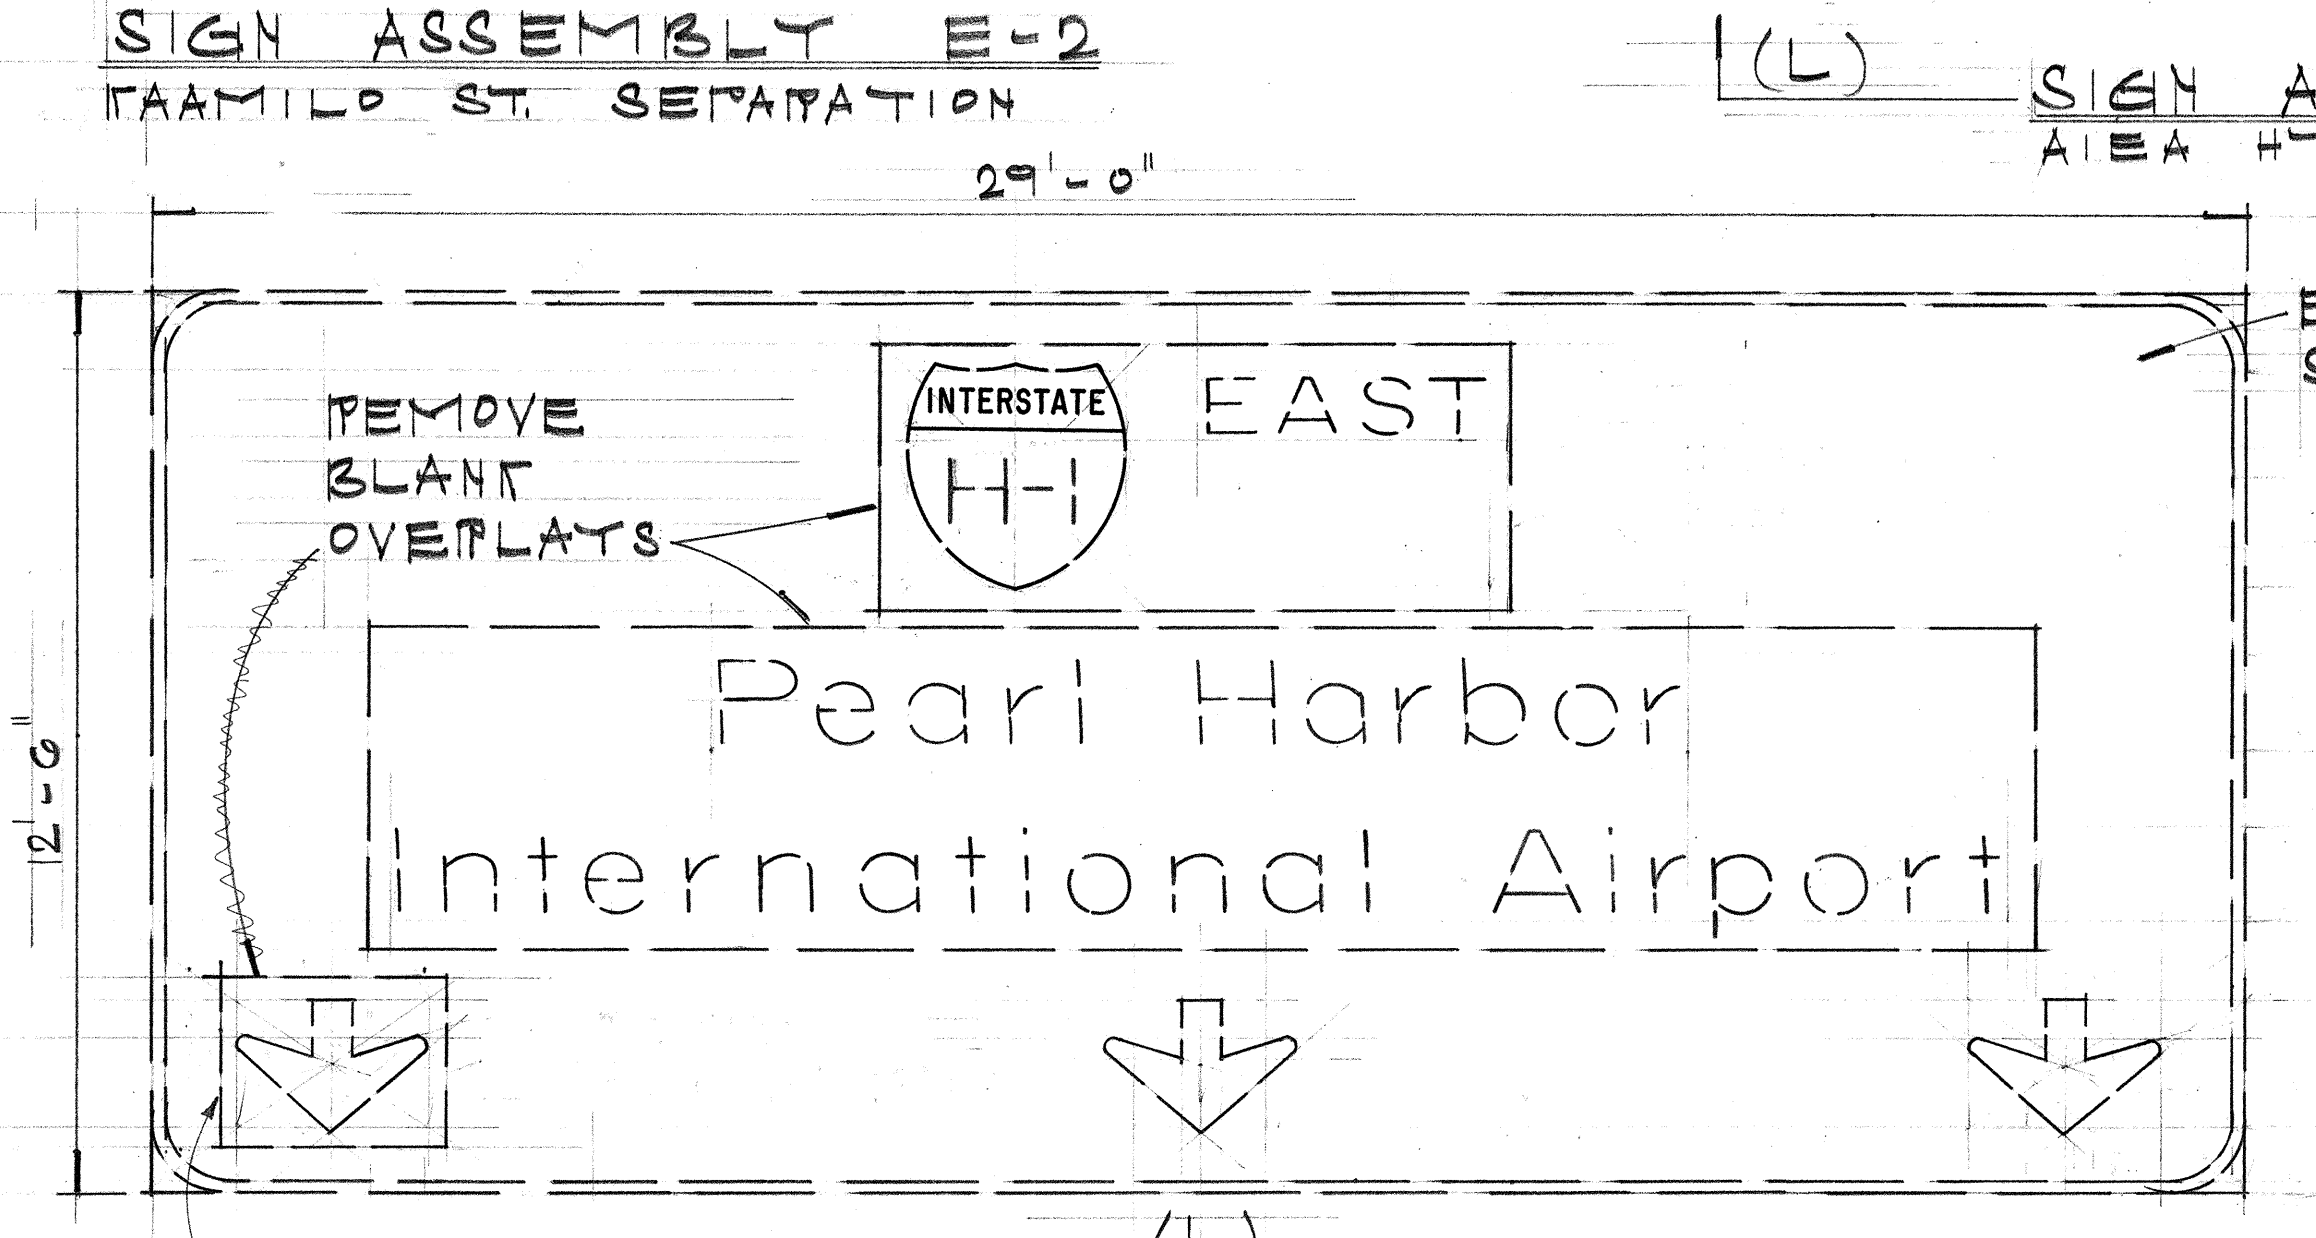 SIGN ASSEMBLY E-2
KAAMILO ST. SEPARATION
(L)
SIGN A
AIEA
29'-0"
12'-6"
REMOVE
BLANK
OVERLAYS
INTERSTATE
H-1
EAST
Pearl Harbor
International Airport